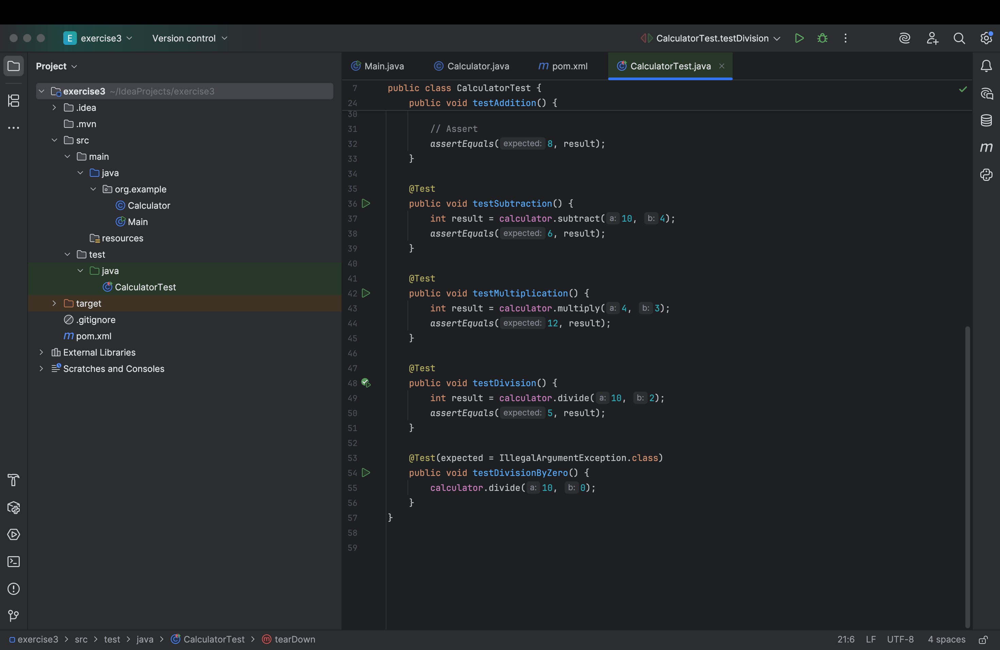 E exercise3 Version control CalculatorTest.testDivision
Project
Main.java Calculator.java pom.xml CalculatorTest.java
exercise3 ~/IdeaProjects/exercise3
.idea
.mvn
src
main
java
org.example
Calculator
Main
resources
test
java
CalculatorTest
target
.gitignore
pom.xml
External Libraries
Scratches and Consoles
7 public class CalculatorTest {
24 public void testAddition() {
30
31 // Assert
32 assertEquals( expected: 8, result);
33 }
34
35 @Test
36 public void testSubtraction() {
37 int result = calculator.subtract( a: 10, b: 4);
38 assertEquals( expected: 6, result);
39 }
40
41 @Test
42 public void testMultiplication() {
43 int result = calculator.multiply( a: 4, b: 3);
44 assertEquals( expected: 12, result);
45 }
46
47 @Test
48 public void testDivision() {
49 int result = calculator.divide( a: 10, b: 2);
50 assertEquals( expected: 5, result);
51 }
52
53 @Test(expected = IllegalArgumentException.class)
54 public void testDivisionByZero() {
55 calculator.divide( a: 10, b: 0);
56 }
57 }
58
59
exercise3 > src > test > java > CalculatorTest > tearDown 21:6 LF UTF-8 4 spaces